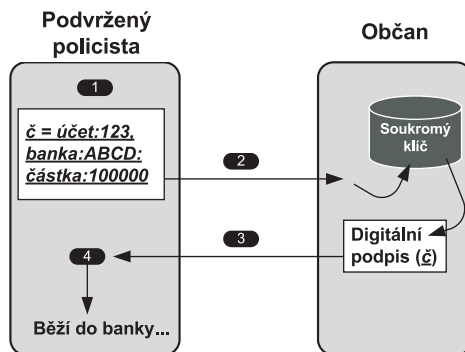 Podvržený
policista
Občan
1
č = účet:123,
banka:ABCD:
částka:100000
2
Soukromý
klíč
3
Digitální
podpis (č)
4
Běží do banky...